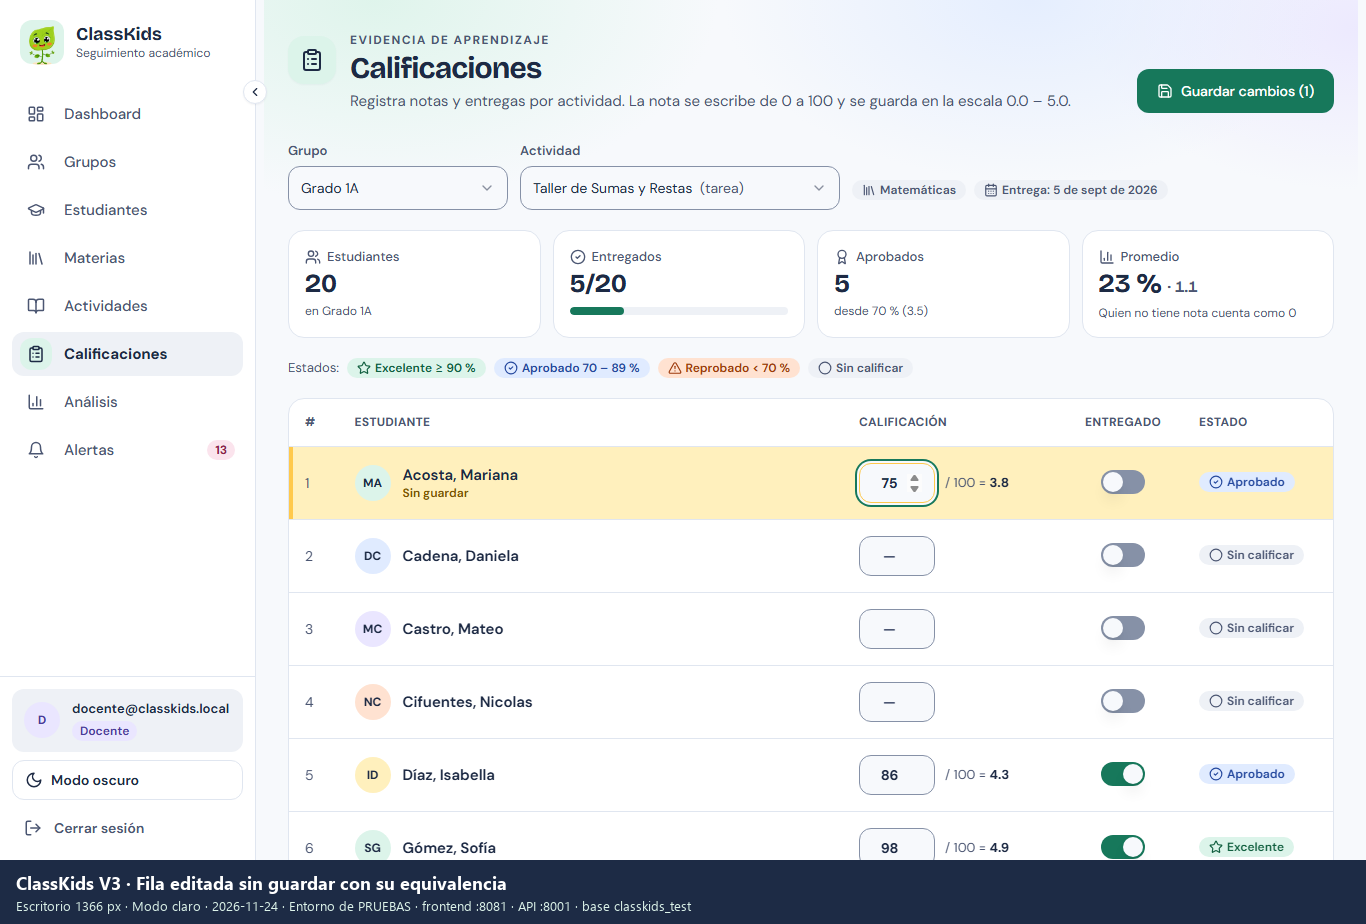 ClassKids
Seguimiento académico
Dashboard
Grupos
Estudiantes
Materias
Actividades
Calificaciones
Análisis
Alertas 13
D
docente@classkids.local
Docente
Modo oscuro
Cerrar sesión
EVIDENCIA DE APRENDIZAJE
Calificaciones
Registra notas y entregas por actividad. La nota se escribe de 0 a 100 y se guarda en la escala 0.0 – 5.0.
Guardar cambios (1)
Grupo
Grado 1A
Actividad
Taller de Sumas y Restas (tarea)
Matemáticas
Entrega: 5 de sept de 2026
Estudiantes
20
en Grado 1A
Entregados
5/20
Aprobados
5
desde 70 % (3.5)
Promedio
23 % · 1.1
Quien no tiene nota cuenta como 0
Estados: Excelente ≥ 90 % Aprobado 70 – 89 % Reprobado < 70 % Sin calificar
# ESTUDIANTE CALIFICACIÓN ENTREGADO ESTADO
1 MA Acosta, Mariana 75 / 100 = 3.8 Aprobado
Sin guardar
2 DC Cadena, Daniela — Sin calificar
3 MC Castro, Mateo — Sin calificar
4 NC Cifuentes, Nicolas — Sin calificar
5 ID Díaz, Isabella 86 / 100 = 4.3 Aprobado
6 SG Gómez, Sofía 98 / 100 = 4.9 Excelente
ClassKids V3 · Fila editada sin guardar con su equivalencia
Escritorio 1366 px · Modo claro · 2026-11-24 · Entorno de PRUEBAS · frontend :8081 · API :8001 · base classkids_test